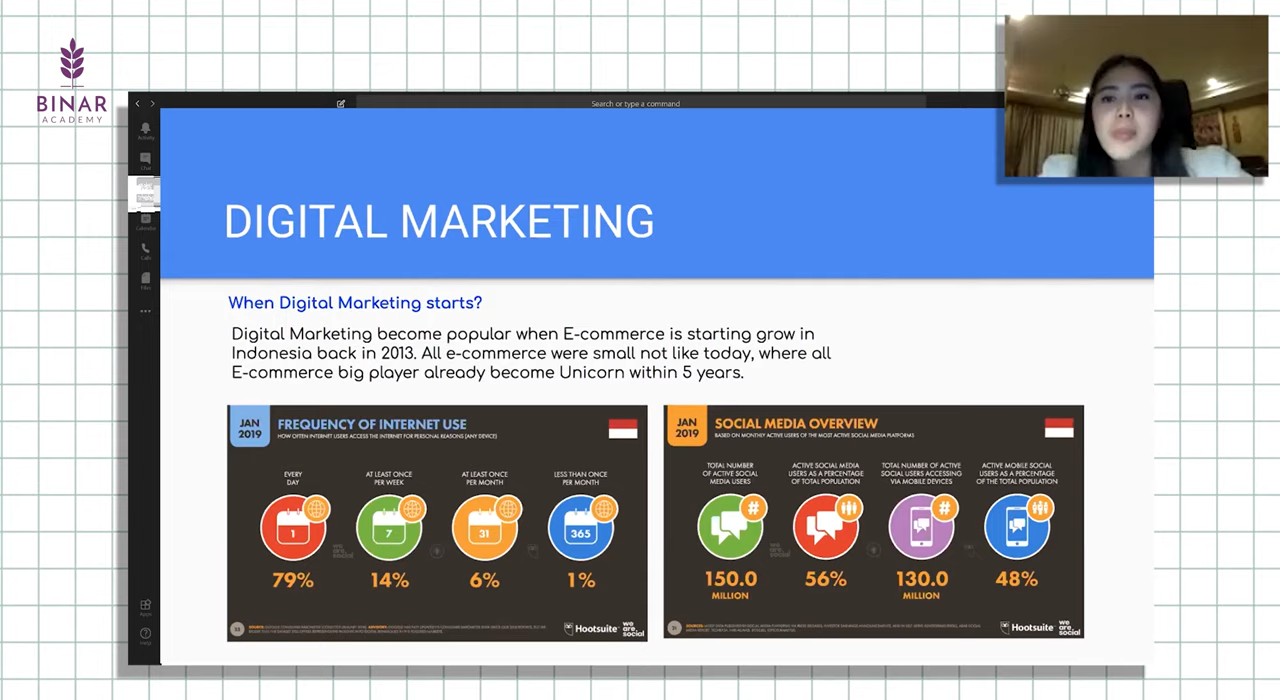 BINAR
ACADEMY
Search or type a command
Activity
Chat
Calendar
Calls
Files
Apps
Help
DIGITAL MARKETING
When Digital Marketing starts?
Digital Marketing become popular when E-commerce is starting grow in
Indonesia back in 2013. All e-commerce were small not like today, where all
E-commerce big player already become Unicorn within 5 years.
JAN
2019
FREQUENCY OF INTERNET USE
HOW OFTEN INTERNET USERS ACCESS THE INTERNET FOR PERSONAL REASONS (ANY DEVICE)
EVERY
DAY
AT LEAST ONCE
PER WEEK
AT LEAST ONCE
PER MONTH
LESS THAN ONCE
PER MONTH
1
7
31
365
79%
14%
6%
1%
Hootsuite
we
are.
social
JAN
2019
SOCIAL MEDIA OVERVIEW
BASED ON MONTHLY ACTIVE USERS OF THE MOST ACTIVE SOCIAL MEDIA PLATFORMS
TOTAL NUMBER
OF ACTIVE SOCIAL
MEDIA USERS
ACTIVE SOCIAL MEDIA
USERS AS A PERCENTAGE
OF TOTAL POPULATION
TOTAL NUMBER OF ACTIVE
SOCIAL USERS ACCESSING
VIA MOBILE DEVICES
ACTIVE MOBILE SOCIAL
USERS AS A PERCENTAGE
OF THE TOTAL POPULATION
#
#
150.0
MILLION
56%
130.0
MILLION
48%
31
Hootsuite
we
are.
social